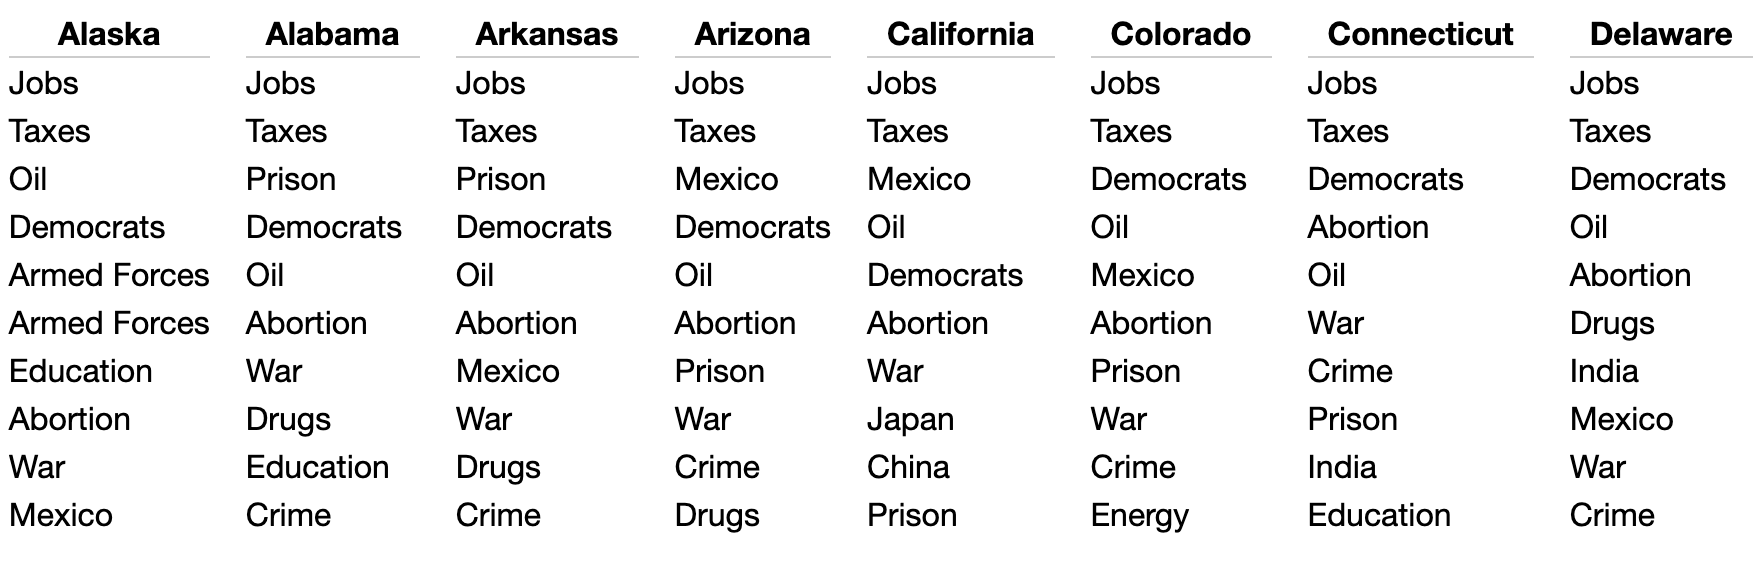 Alaska Alabama Arkansas Arizona California Colorado Connecticut Delaware
Jobs Jobs Jobs Jobs Jobs Jobs Jobs Jobs
Taxes Taxes Taxes Taxes Taxes Taxes Taxes Taxes
Oil Prison Prison Mexico Mexico Democrats Democrats Democrats
Democrats Democrats Democrats Democrats Oil Oil Abortion Oil
Armed Forces Oil Oil Oil Democrats Mexico Oil Abortion
Armed Forces Abortion Abortion Abortion Abortion Abortion War Drugs
Education War Mexico Prison War Prison Crime India
Abortion Drugs War War Japan War Prison Mexico
War Education Drugs Crime China Crime India War
Mexico Crime Crime Drugs Prison Energy Education Crime